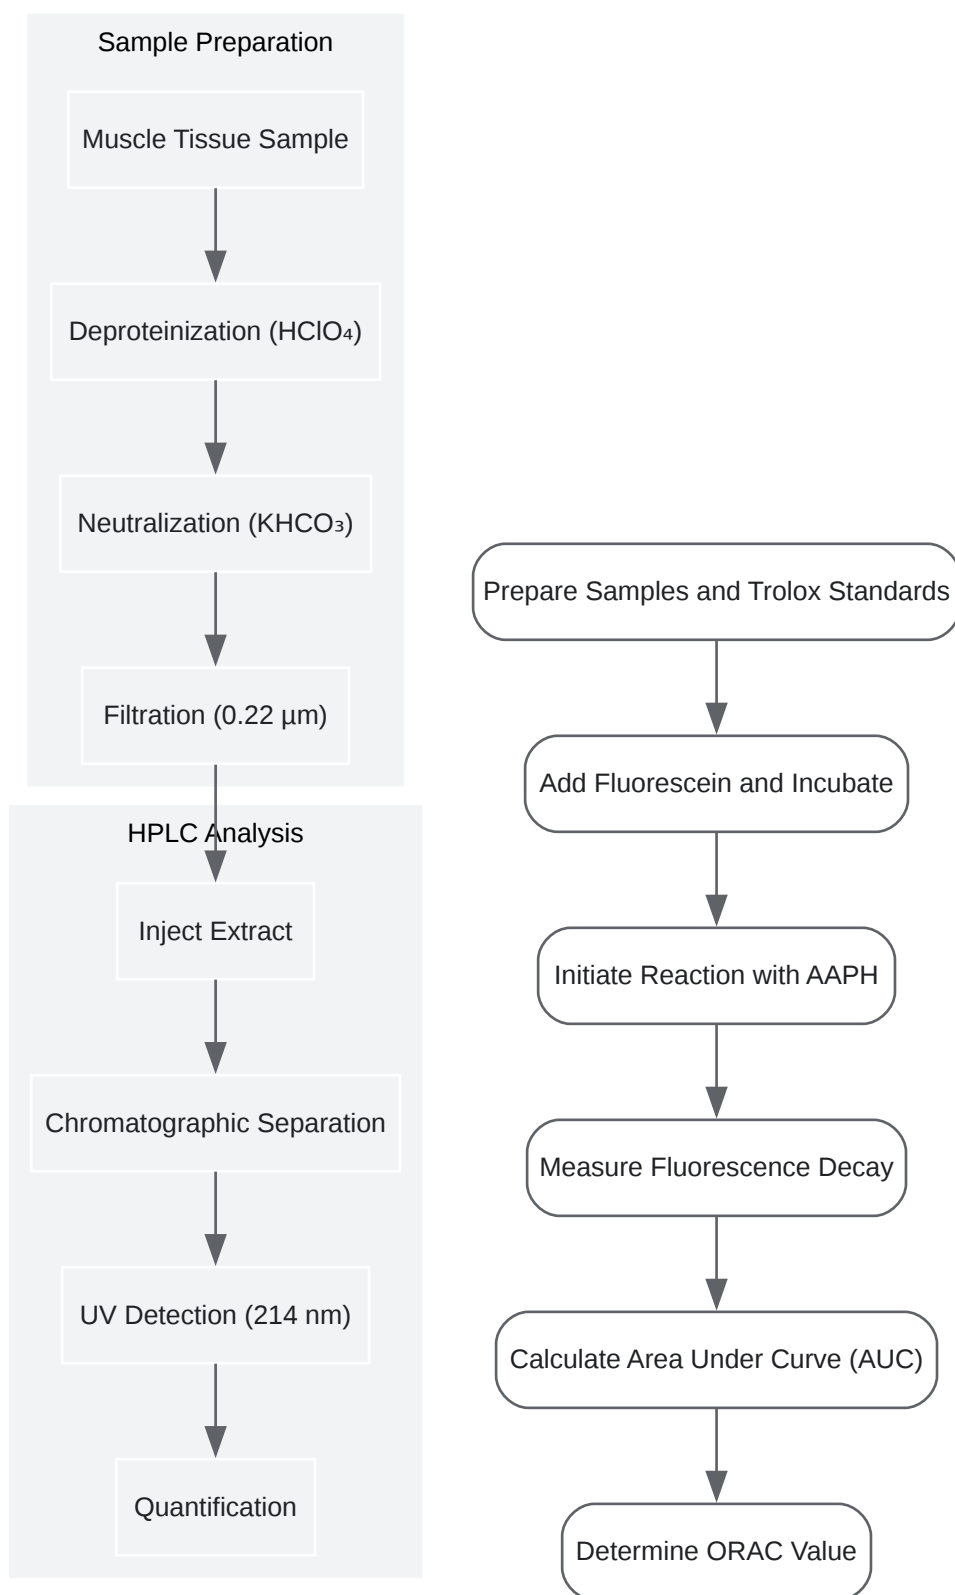 Sample Preparation
Muscle Tissue Sample
Deproteinization (HClO₄)
Neutralization (KHCO₃)
Filtration (0.22 µm)
HPLC Analysis
Inject Extract
Chromatographic Separation
UV Detection (214 nm)
Quantification
Prepare Samples and Trolox Standards
Add Fluorescein and Incubate
Initiate Reaction with AAPH
Measure Fluorescence Decay
Calculate Area Under Curve (AUC)
Determine ORAC Value